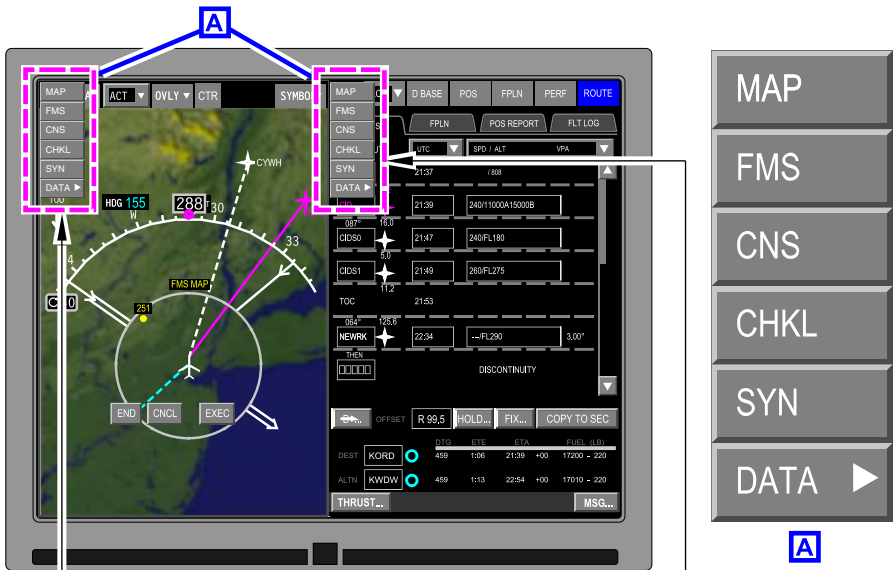 A
MAP
FMS
CNS
CHKL
SYN
DATA
ACT
OVLY
CTR
SYMBO
TOD
HDG 155
288 T
W
30
33
CYWH
FMS MAP
251
END
CNCL
EXEC
MAP
FMS
CNS
CHKL
SYN
DATA
D BASE
POS
FPLN
PERF
ROUTE
FPLN
POS REPORT
FLT LOG
UTC
SPD / ALT
VPA
21:37
/ 808
21:39
240/11000A15000B
087°
16,0
CIDS0
21:47
240/FL180
5,0
CIDS1
21:49
260/FL275
11,2
TOC
21:53
064°
125,6
NEWRK
22:34
---/FL290
3,00°
THEN
□□□□□
DISCONTINUITY
OFFSET
R 99,5
HOLD...
FIX...
COPY TO SEC
DTG
ETE
ETA
FUEL (LB)
DEST
KORD
459
1:06
21:39
+00
17200 - 220
ALTN
KWDW
459
1:13
22:54
+00
17010 - 220
THRUST...
MSG...
MAP
FMS
CNS
CHKL
SYN
DATA
A